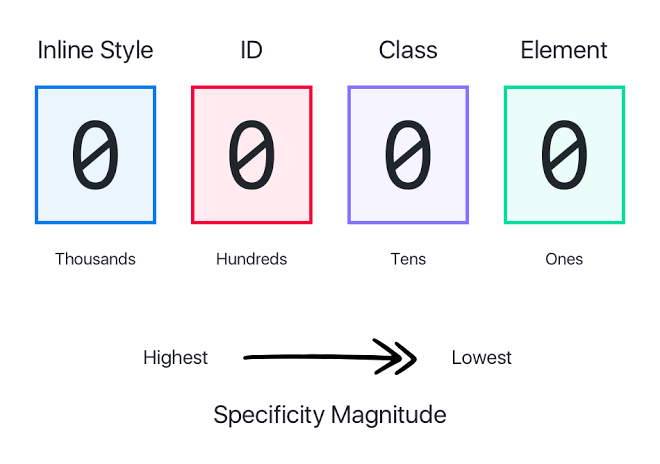 Inline Style ID Class Element
0 0 0 0
Thousands Hundreds Tens Ones
Highest Lowest
Specificity Magnitude